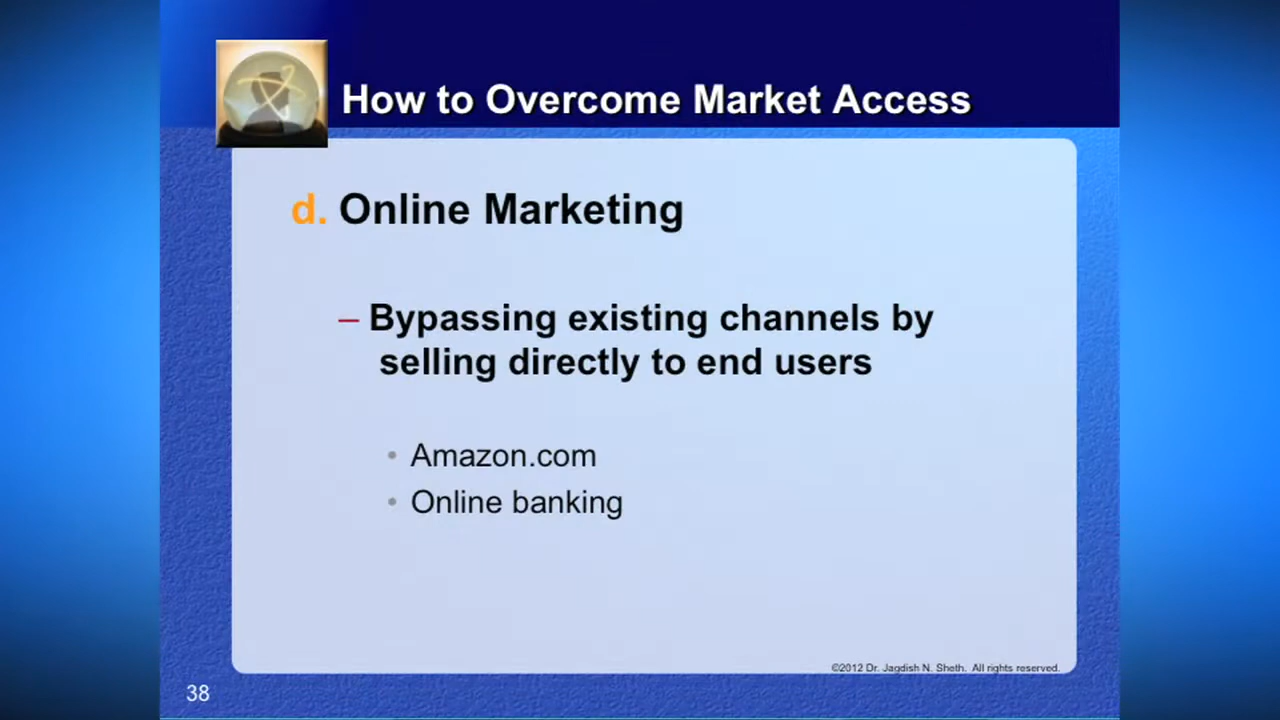 How to Overcome Market Access
d. Online Marketing
– Bypassing existing channels by
selling directly to end users
• Amazon.com
• Online banking
©2012 Dr. Jagdish N. Sheth. All rights reserved.
38